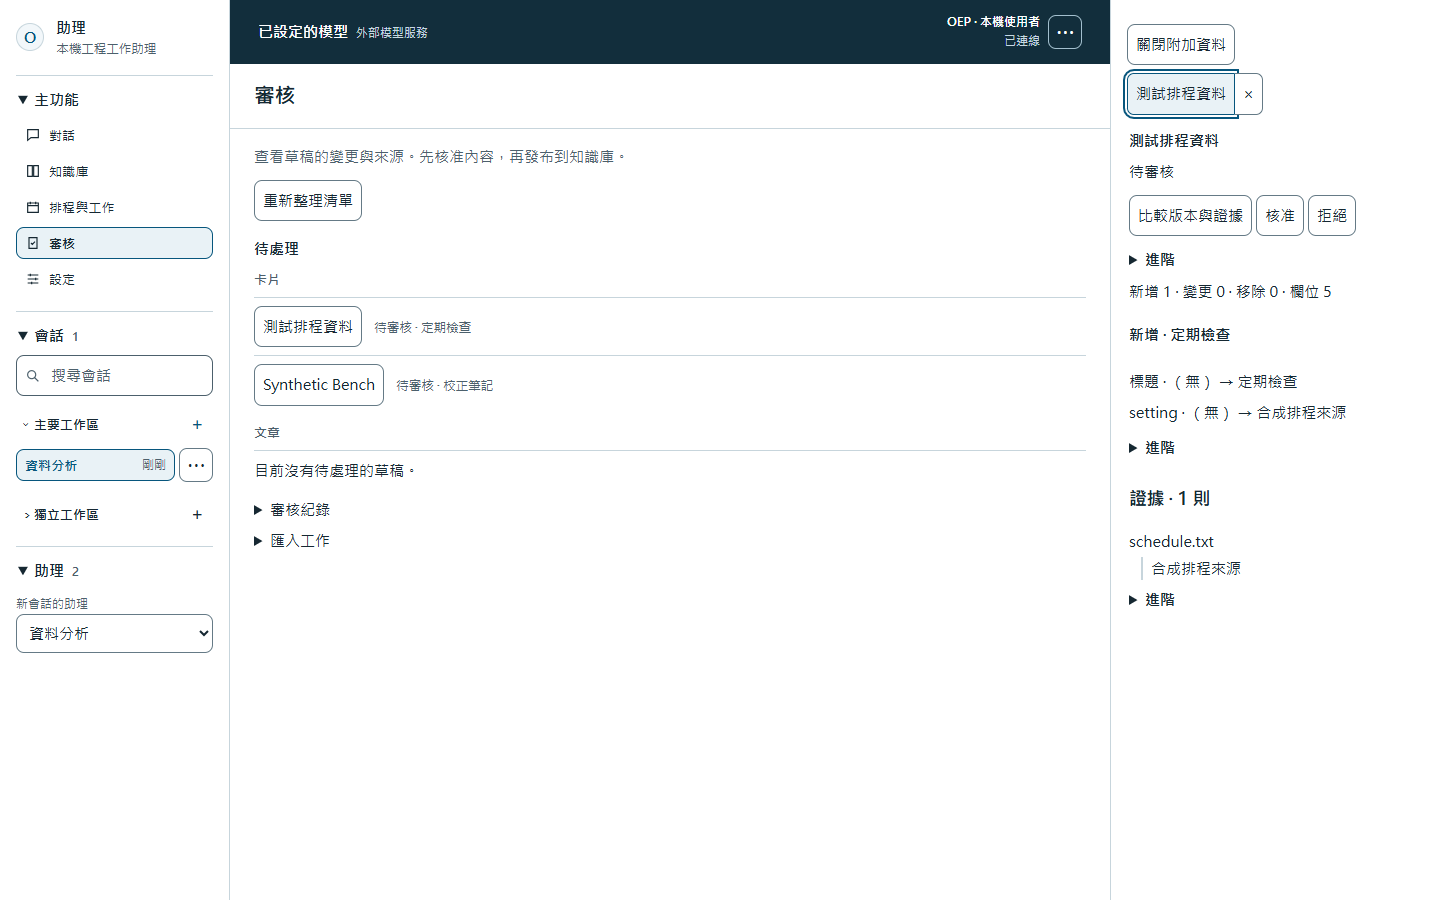 O
助理
本機工程工作助理
主功能
對話
知識庫
排程與工作
審核
設定
會話 1
搜尋會話
主要工作區 +
資料分析 剛剛 ...
獨立工作區 +
助理 2
新會話的助理
資料分析
已設定的模型 外部模型服務
OEP · 本機使用者
已連線
...
審核
查看草稿的變更與來源。先核准內容，再發布到知識庫。
重新整理清單
待處理
卡片
測試排程資料 待審核 · 定期檢查
Synthetic Bench 待審核 · 校正筆記
文章
目前沒有待處理的草稿。
審核紀錄
匯入工作
關閉附加資料
測試排程資料 ×
測試排程資料
待審核
比較版本與證據 核准 拒絕
進階
新增 1 · 變更 0 · 移除 0 · 欄位 5
新增 · 定期檢查
標題 · （無） → 定期檢查
setting · （無） → 合成排程來源
進階
證據 · 1 則
schedule.txt
合成排程來源
進階